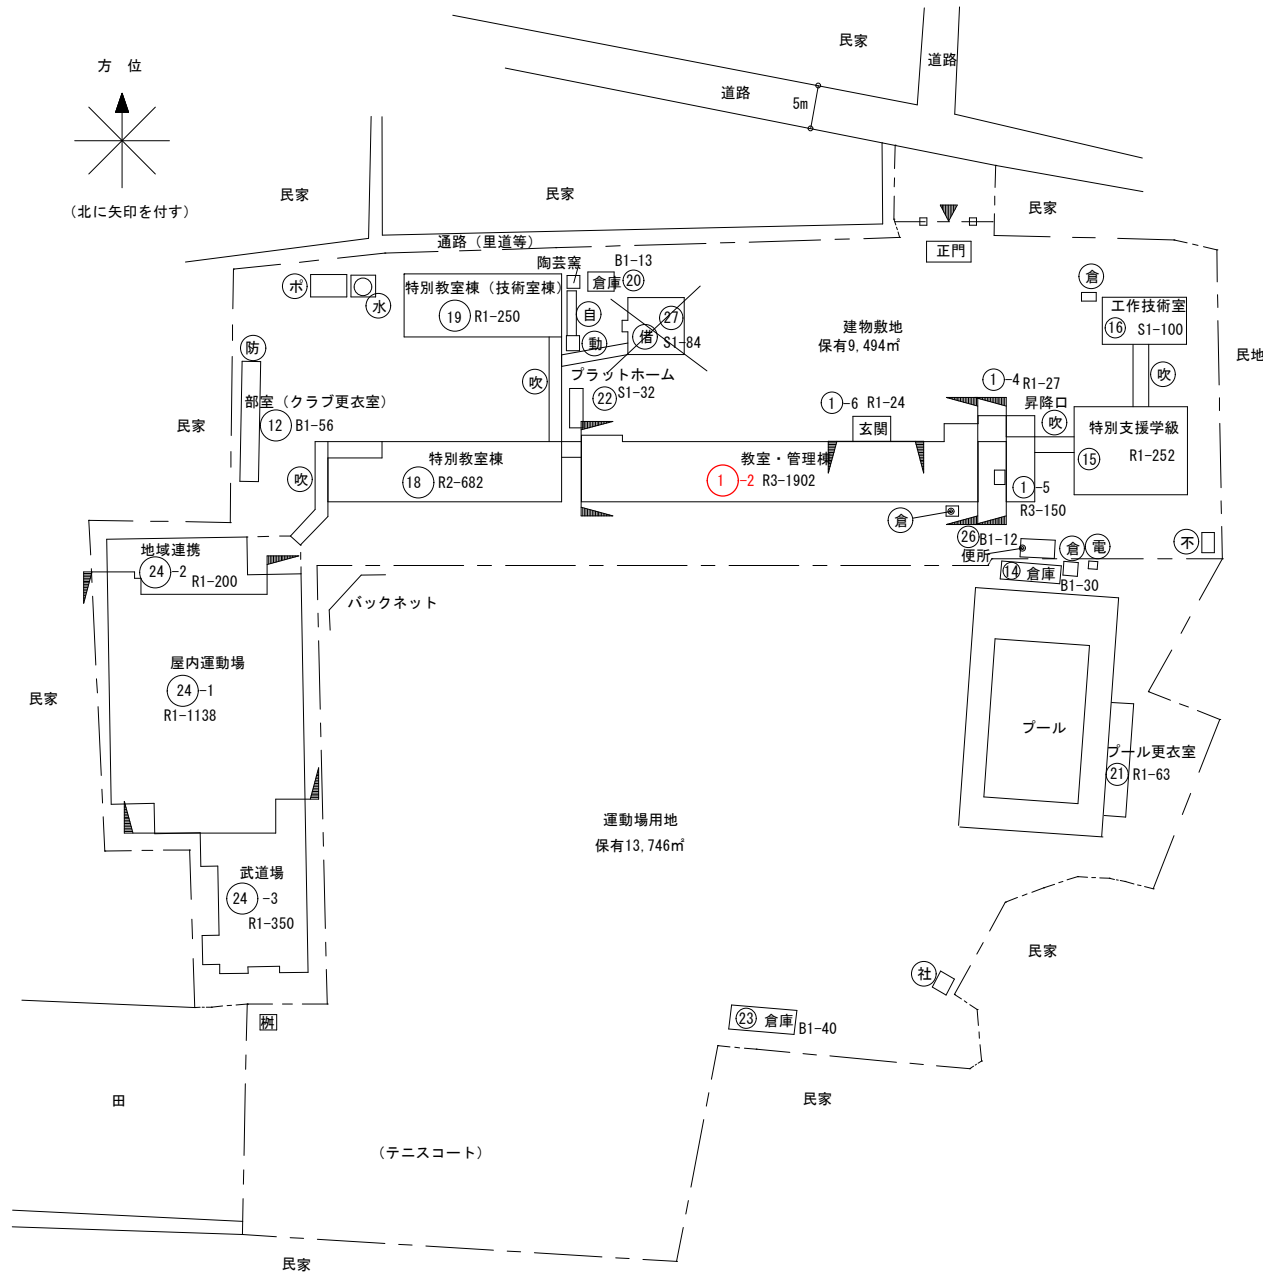 民家
道路
方 位
道路
5m
(北に矢印を付す)
民家
民家
民家
通路（里道等）
正門
陶芸窯
B1-13
倉庫 20
ポ
水
特別教室棟（技術室棟）
19 R1-250
自
動
27
借
S1-84
建物敷地
保有9,494㎡
倉
工作技術室
16 S1-100
民地
防
吹
プラットホーム
22 S1-32
吹
1-4 R1-27
昇降口
1-6 R1-24
玄関
吹
部室（クラブ更衣室）
12 B1-56
民家
特別教室棟
18 R2-682
吹
教室・管理棟
1-2 R3-1902
特別支援学級
15 R1-252
1-5
R3-150
倉
26 B1-12
便所
倉
電
不
地域連携
24-2 R1-200
14 倉庫
B1-30
バックネット
屋内運動場
24-1
R1-1138
民家
プール
プール更衣室
21 R1-63
運動場用地
保有13,746㎡
武道場
24-3
R1-350
民家
社
桝
23 倉庫 B1-40
田
民家
(テニスコート)
民家